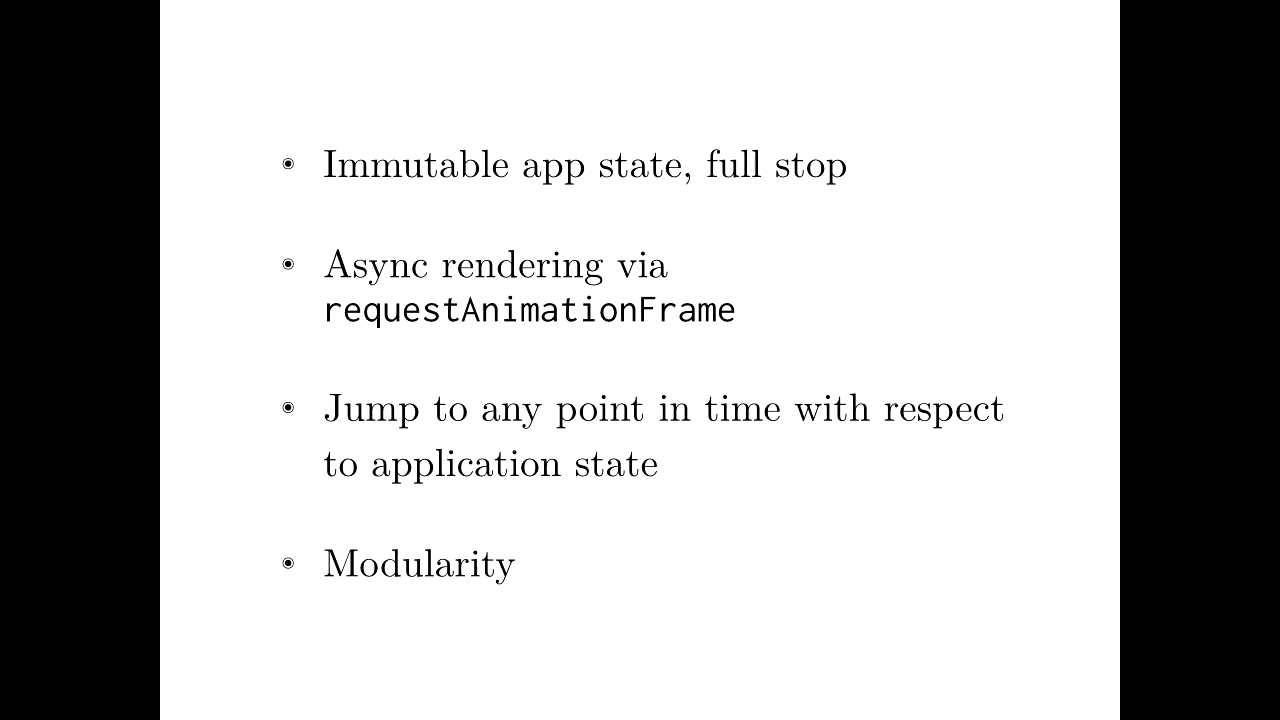 Immutable app state, full stop
Async rendering via
requestAnimationFrame
Jump to any point in time with respect
to application state
Modularity